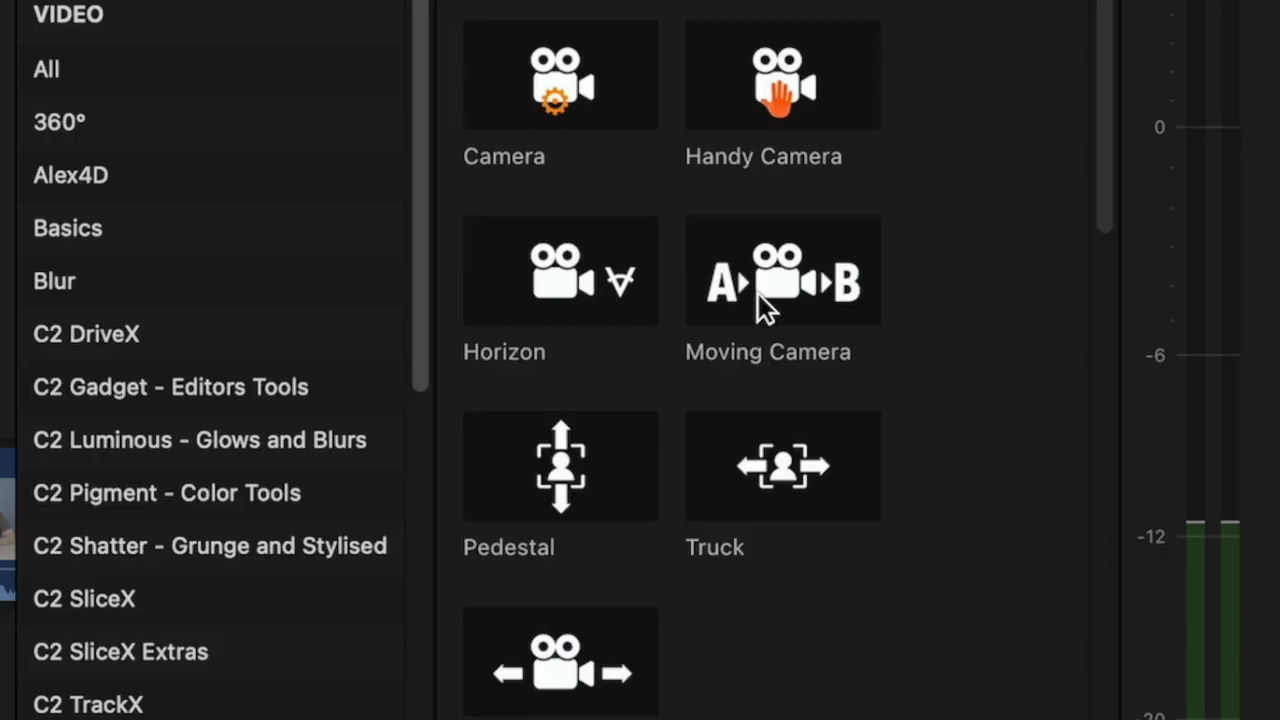 VIDEO
All
360°
Alex4D
Basics
Blur
C2 DriveX
C2 Gadget - Editors Tools
C2 Luminous - Glows and Blurs
C2 Pigment - Color Tools
C2 Shatter - Grunge and Stylised
C2 SliceX
C2 SliceX Extras
C2 TrackX
Camera
Handy Camera
A B
Horizon
Moving Camera
Pedestal
Truck
0
-6
-12